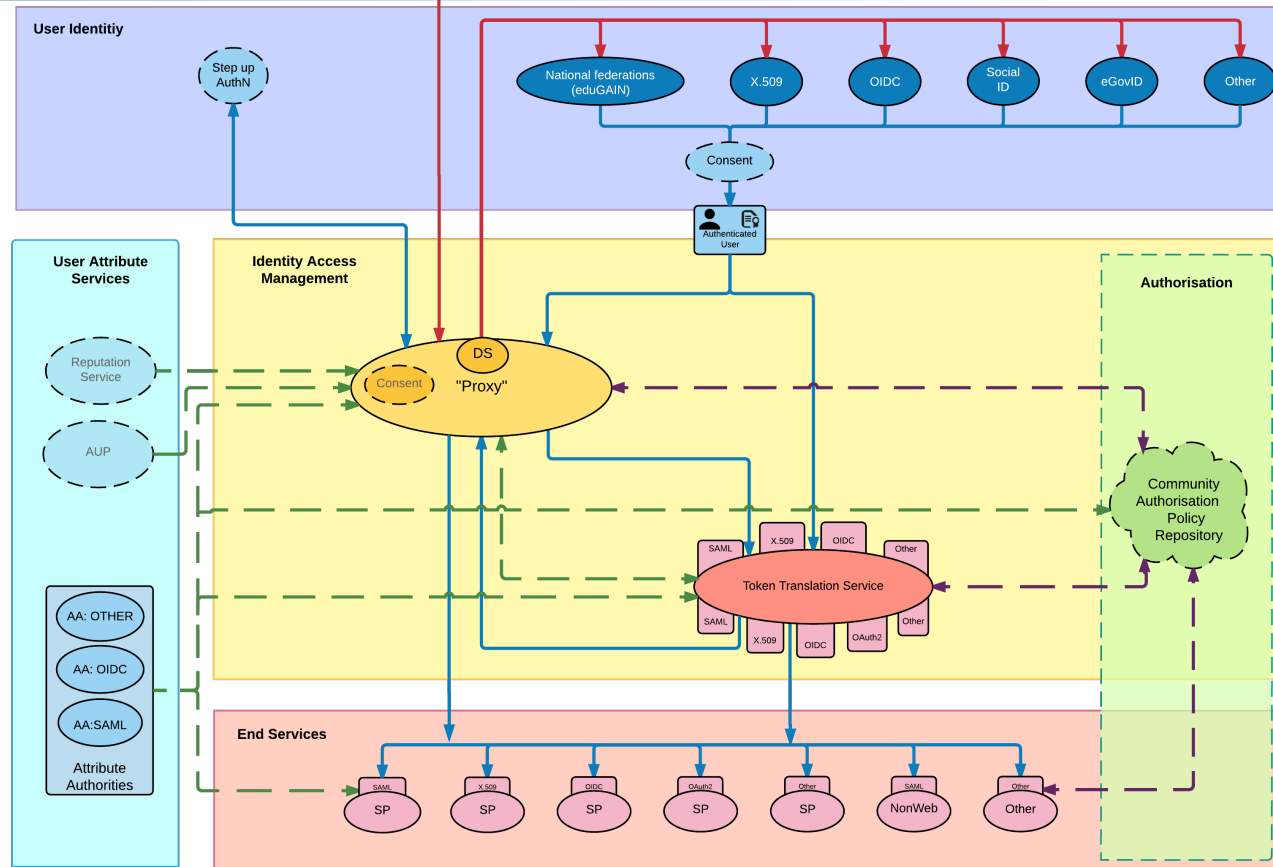 User Identitiy
Step up
AuthN
National federations
(eduGAIN)
X.509
OIDC
Social
ID
eGovID
Other
Consent
Authenticated
User
User Attribute
Services
Identity Access
Management
Authorisation
Reputation
Service
AUP
DS
Consent
"Proxy"
Community
Authorisation
Policy
Repository
SAML
X.509
OIDC
Other
Token Translation Service
SAML
X.509
OIDC
OAuth2
Other
AA: OTHER
AA: OIDC
AA:SAML
Attribute
Authorities
End Services
SAML
SP
X.509
SP
OIDC
SP
OAuth2
SP
Other
SP
SAML
NonWeb
Other
Other